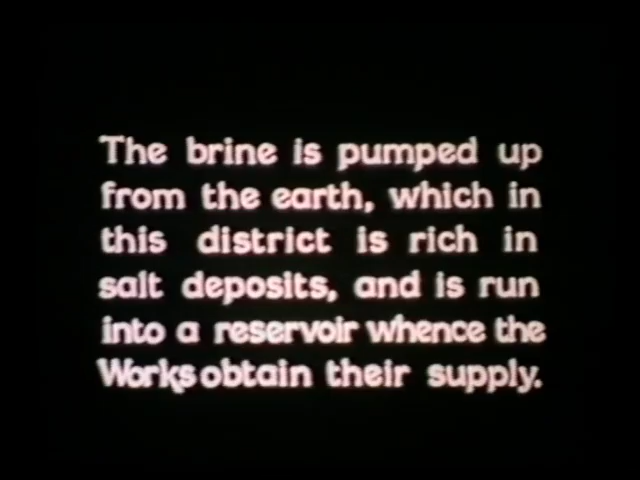 The brine is pumped up
from the earth, which in
this district is rich in
salt deposits, and is run
into a reservoir whence the
Works obtain their supply.